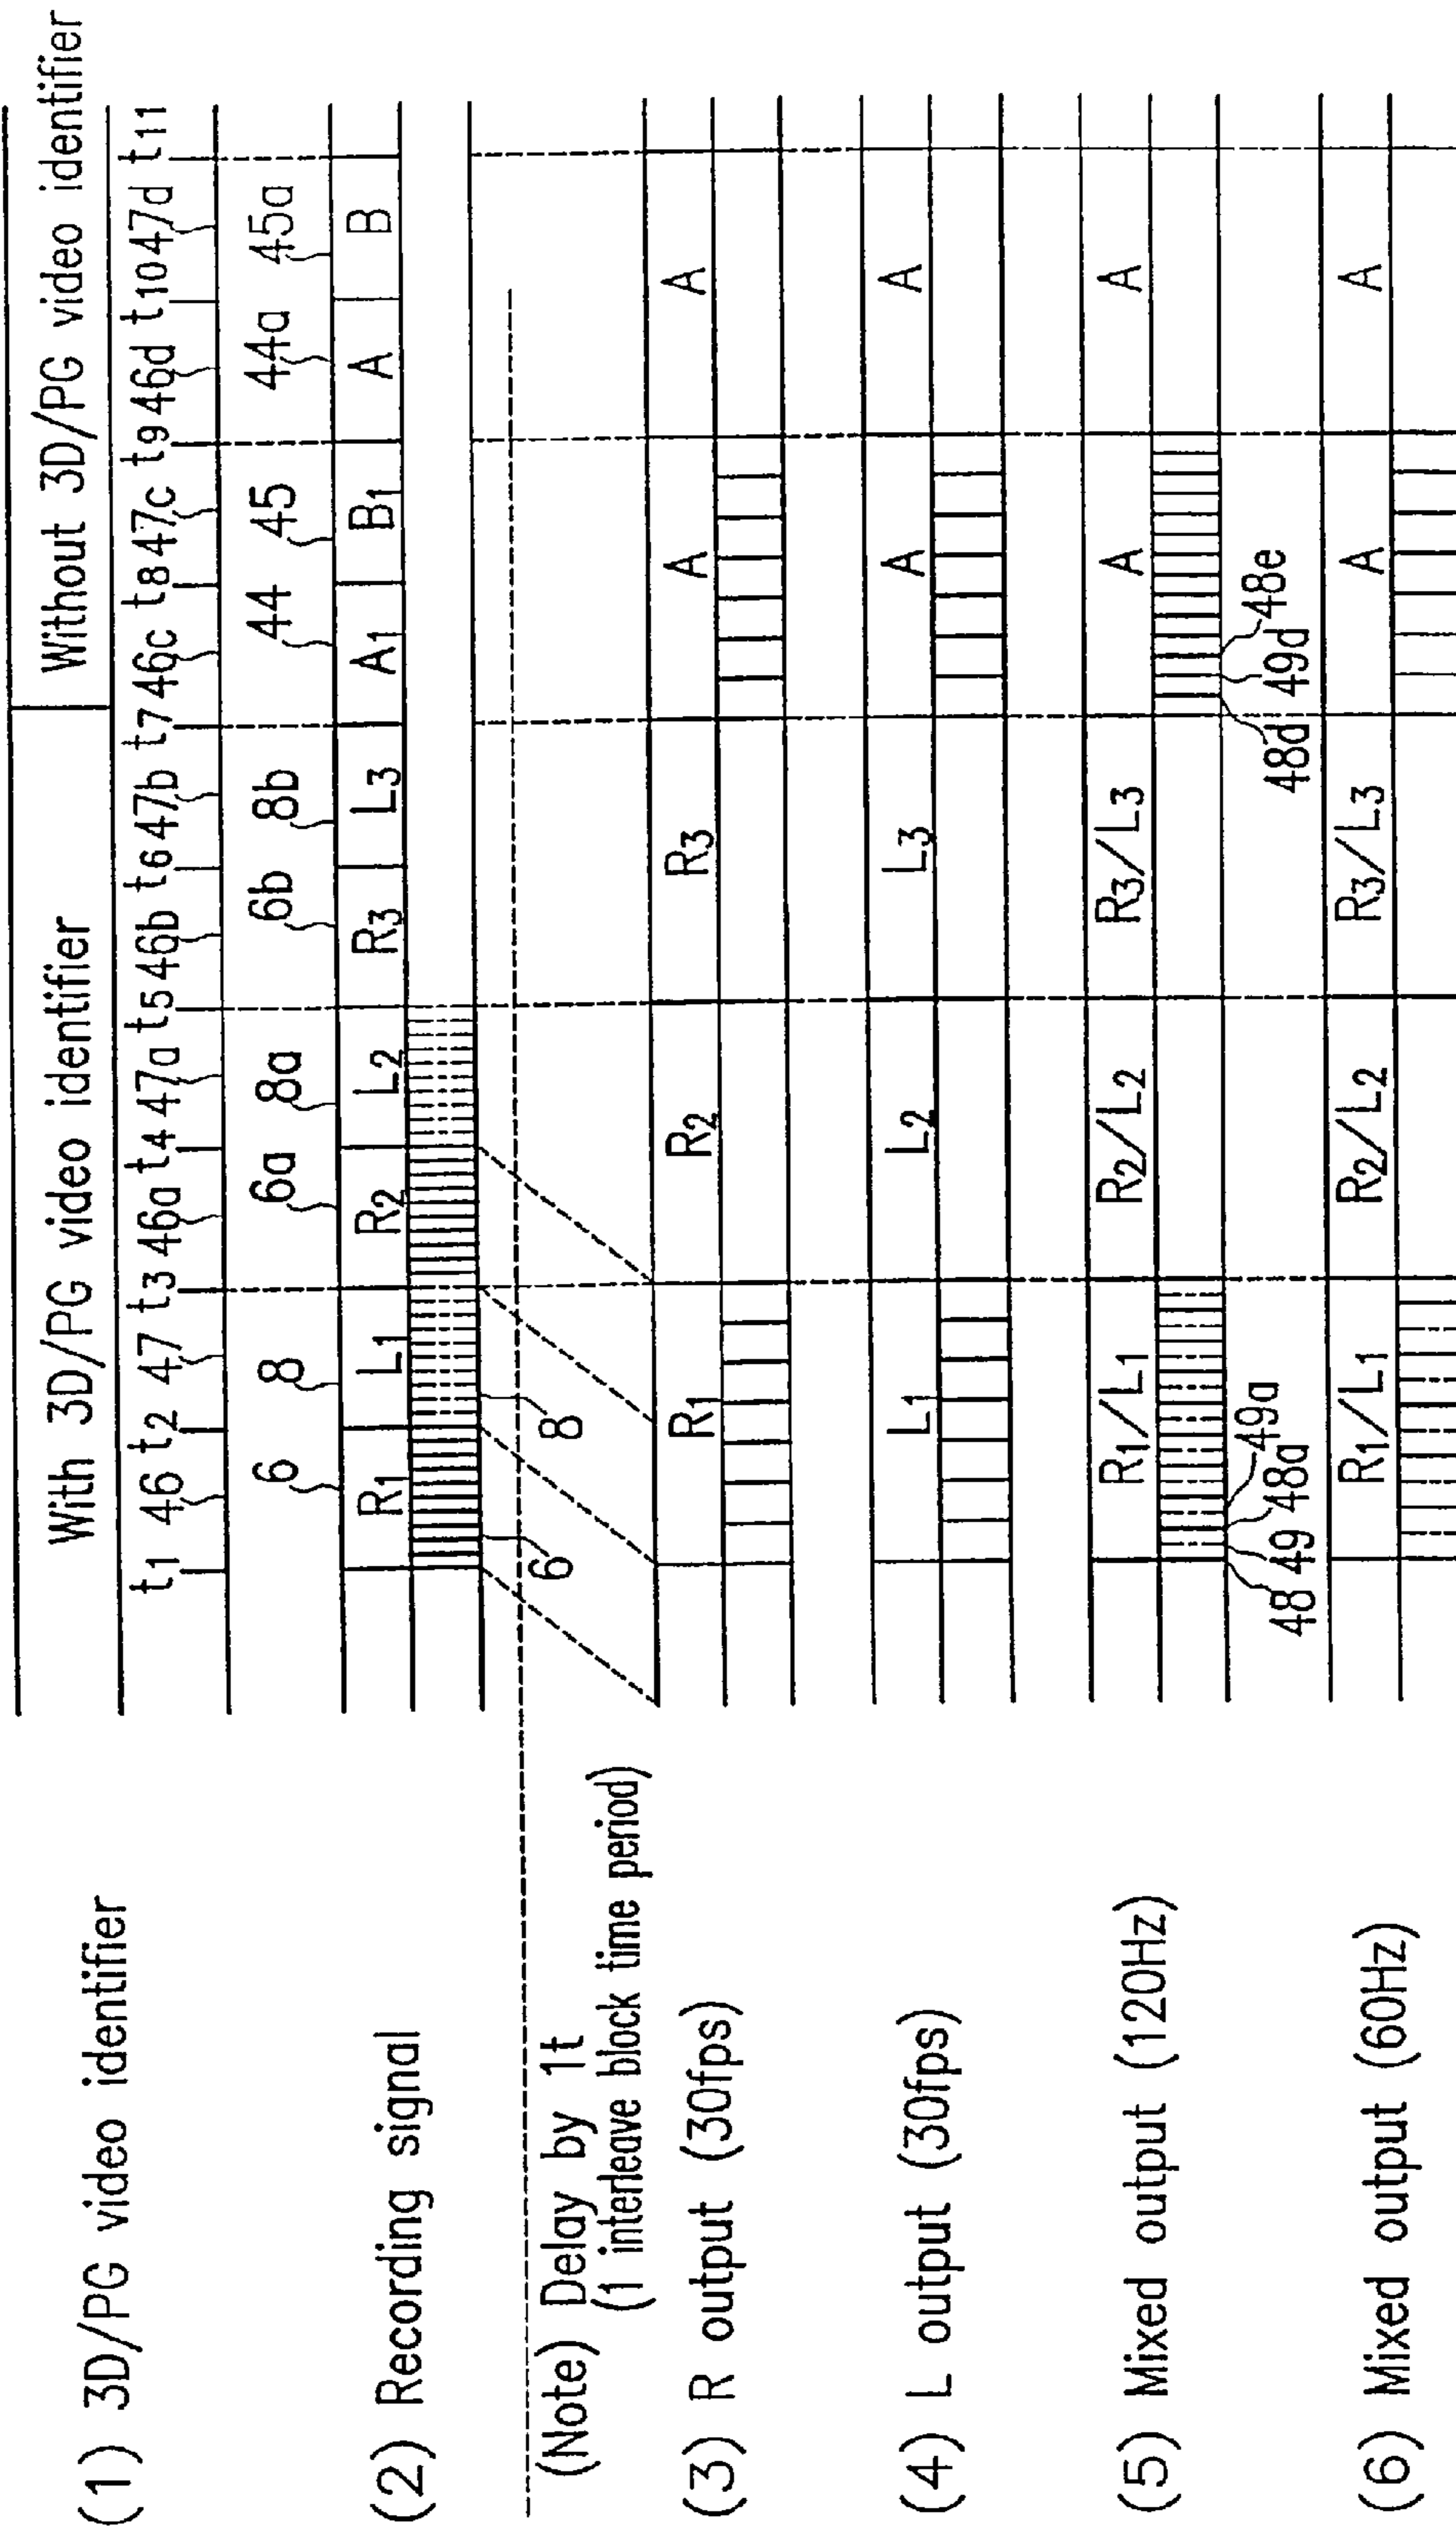 (1) 3D/PG video identifier
With 3D/PG video identifier
Without 3D/PG video identifier
t1 46 t2 47 t3 46a t4 47a t5 46b t6 47b t7 46c t8 47c t9 46d t10 47d t11
6 8 6a 8a 6b 8b 44 45 44a 45a
(2) Recording signal
R1 L1 R2 L2 R3 L3 A1 B1 A B
6 8
(Note) Delay by 1t
(1 interleave block time period)
(3) R output (30fps)
R1 R2 R3 A A
(4) L output (30fps)
L1 L2 L3 A A
(5) Mixed output (120Hz)
R1/L1 R2/L2 R3/L3 A A
48 49 48a 49a 48d 49d 48e
(6) Mixed output (60Hz)
R1/L1 R2/L2 R3/L3 A A